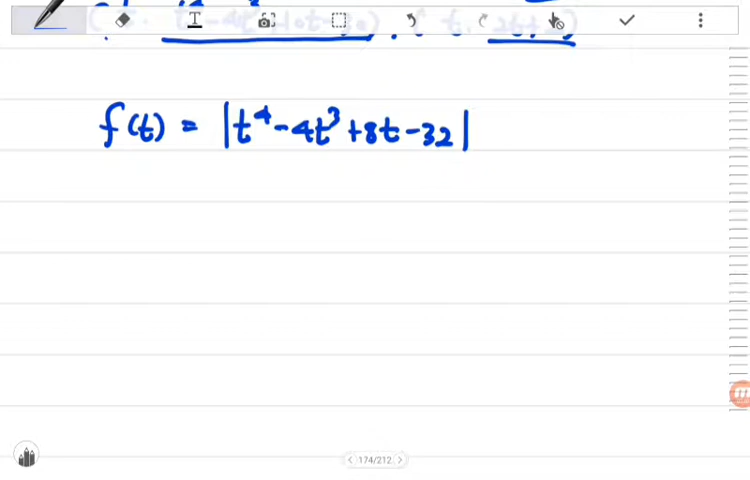 T
f(t) = |t⁴-4t³+8t-32|
174/212